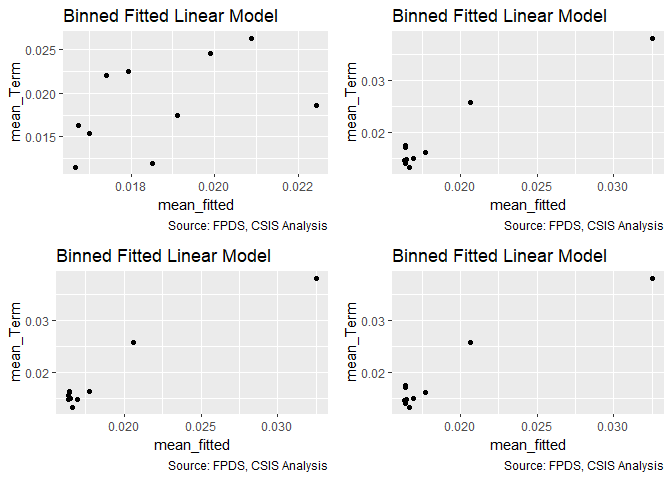 Binned Fitted Linear Model
mean_Term
0.025
0.020
0.015
0.018 0.020 0.022
mean_fitted
Source: FPDS, CSIS Analysis
Binned Fitted Linear Model
mean_Term
0.03
0.02
0.020 0.025 0.030
mean_fitted
Source: FPDS, CSIS Analysis
Binned Fitted Linear Model
mean_Term
0.03
0.02
0.020 0.025 0.030
mean_fitted
Source: FPDS, CSIS Analysis
Binned Fitted Linear Model
mean_Term
0.03
0.02
0.020 0.025 0.030
mean_fitted
Source: FPDS, CSIS Analysis